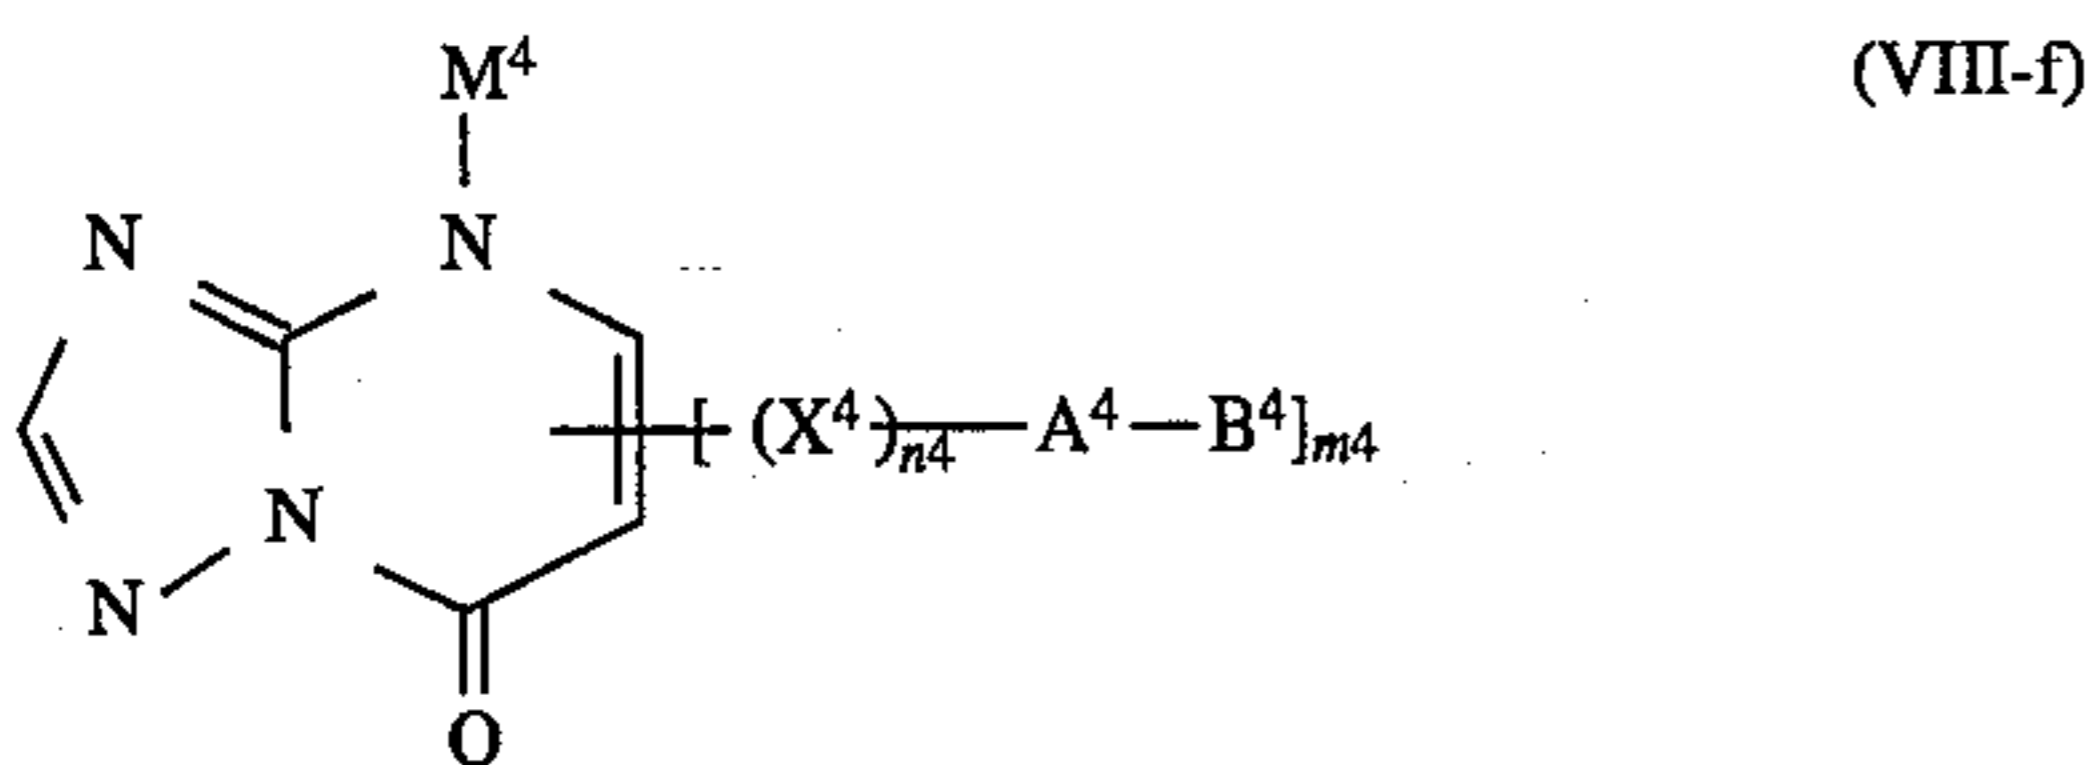 M⁴ (VIII-f)
N N
[(X⁴)n4—A⁴—B⁴]m4
N
N
O